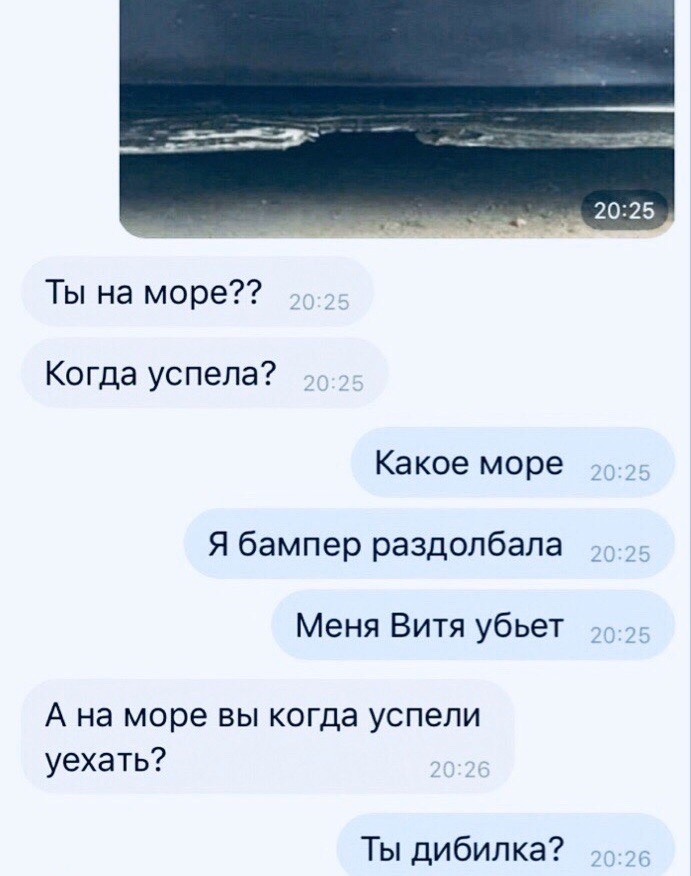 20:25
Ты на море?? 20:25
Когда успела? 20:25
Какое море 20:25
Я бампер раздолбала 20:25
Меня Витя убьет 20:25
А на море вы когда успели
уехать? 20:26
Ты дибилка? 20:26